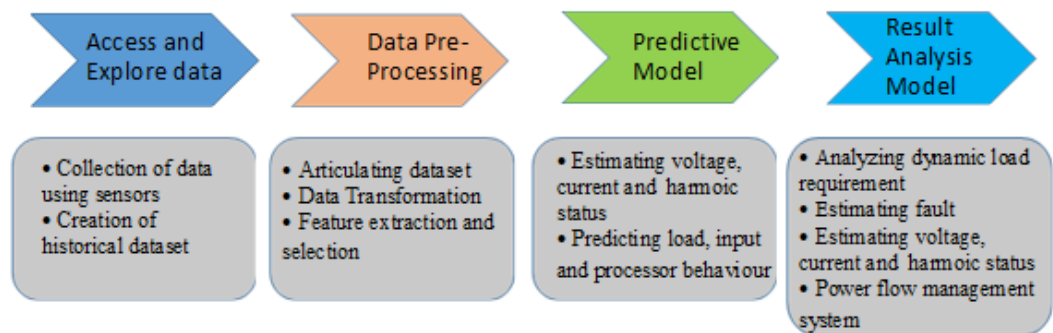 Access and
Explore data
Data Pre-
Processing
Predictive
Model
Result
Analysis
Model
• Collection of data
using sensors
• Creation of
historical dataset
• Articulating dataset
• Data Transformation
• Feature extraction and
selection
• Estimating voltage,
current and harmoic
status
• Predicting load, input
and processor behaviour
• Analyzing dynamic load
requirement
• Estimating fault
• Estimating voltage,
current and harmoic status
• Power flow management
system